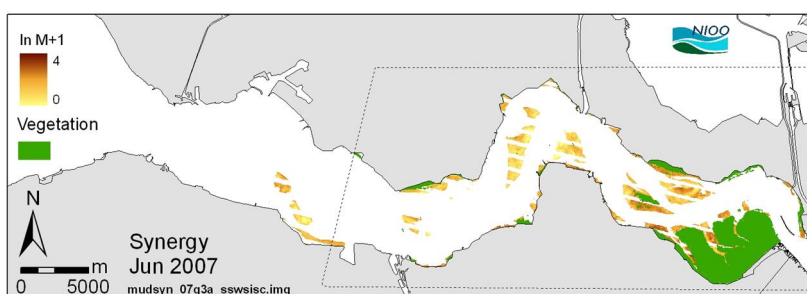 ln M+1
4
0
Vegetation
N
m
0
5000
Synergy
Jun 2007
mudsyn_07q3a_sswsisc.img
NIOO